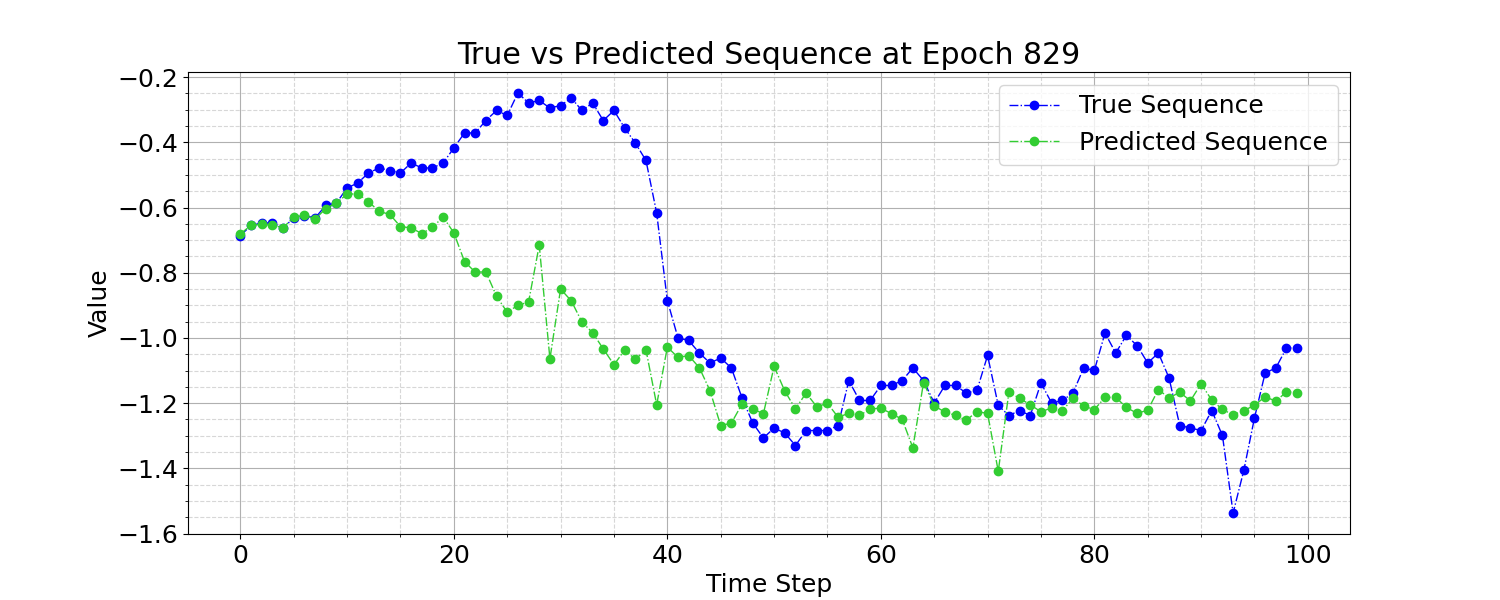 True vs Predicted Sequence at Epoch 829
−0.2
−0.4
−0.6
−0.8
−1.0
−1.2
−1.4
−1.6
Value
True Sequence
Predicted Sequence
0 20 40 60 80 100
Time Step